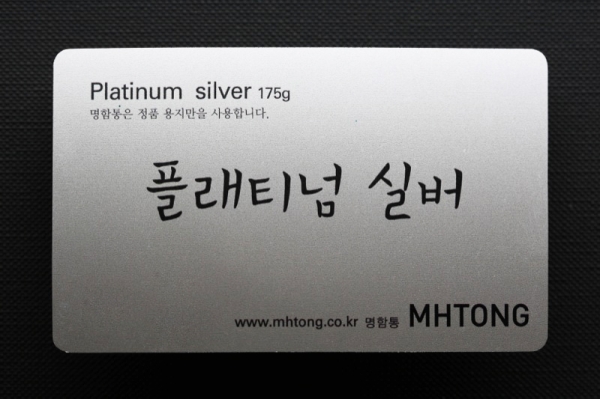 Platinum silver 175g
명함통은 정품 용지만을 사용합니다.
플래티넘 실버
www.mhtong.co.kr 명함통 MHTONG